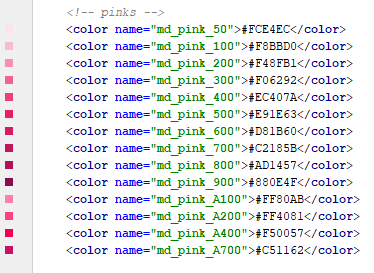 <!-- pinks -->
<color name="md_pink_50">#FCE4EC</color>
<color name="md_pink_100">#F8BBD0</color>
<color name="md_pink_200">#F48FB1</color>
<color name="md_pink_300">#F06292</color>
<color name="md_pink_400">#EC407A</color>
<color name="md_pink_500">#E91E63</color>
<color name="md_pink_600">#D81B60</color>
<color name="md_pink_700">#C2185B</color>
<color name="md_pink_800">#AD1457</color>
<color name="md_pink_900">#880E4F</color>
<color name="md_pink_A100">#FF80AB</color>
<color name="md_pink_A200">#FF4081</color>
<color name="md_pink_A400">#F50057</color>
<color name="md_pink_A700">#C51162</color>